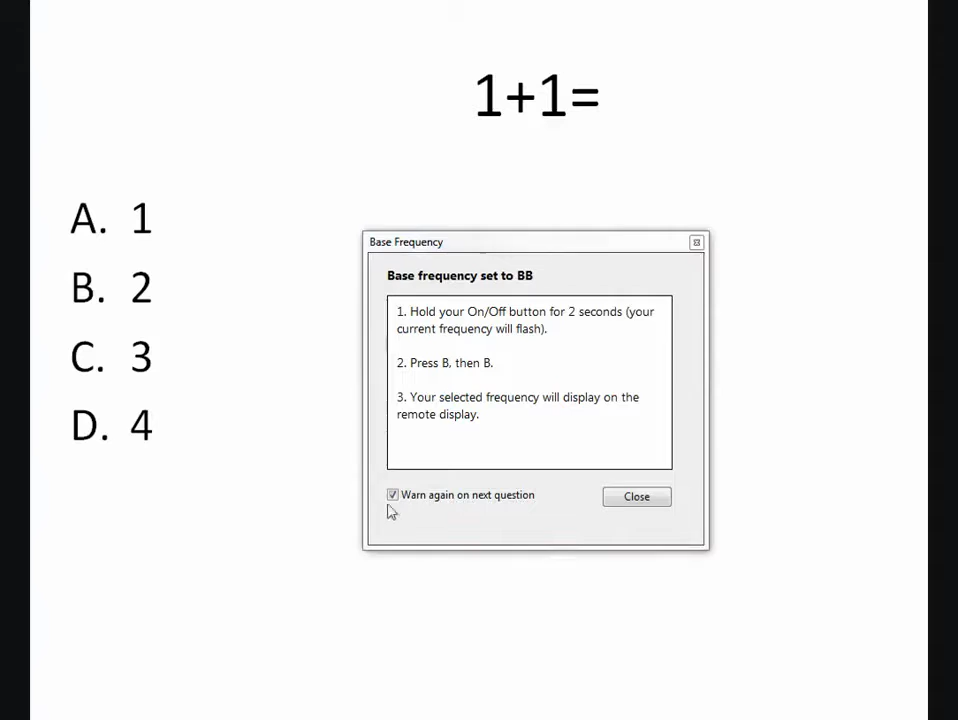 1+1=
A. 1
B. 2
C. 3
D. 4
Base Frequency
Base frequency set to BB
1. Hold your On/Off button for 2 seconds (your
current frequency will flash).
2. Press B, then B.
3. Your selected frequency will display on the
remote display.
Warn again on next question
Close